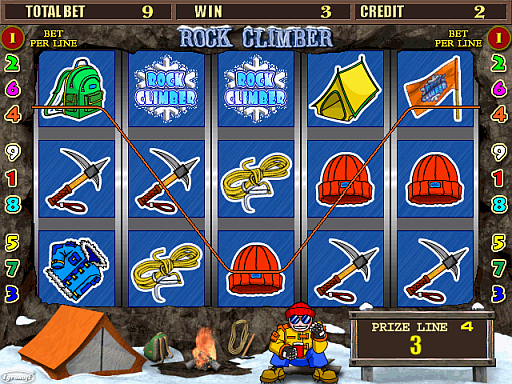 TOTAL BET 9 WIN 3 CREDIT 2
ROCK CLIMBER
1 BET PER LINE
BET PER LINE 1
2 2
6 6
4 4
ROCK CLIMBER
ROCK CLIMBER
9 9
1 1
8 8
5 5
7 7
3 3
PRIZE LINE 4
3
Igrosoft